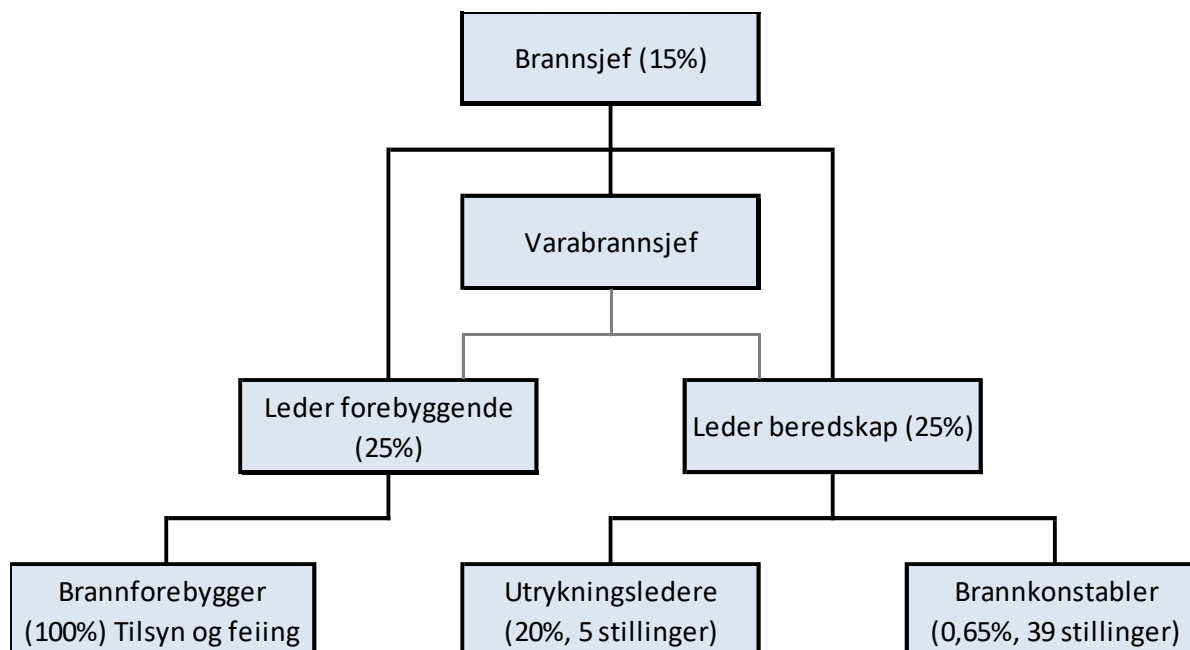 Brannsjef (15%)
Varabrannsjef
Leder forebyggende
(25%)
Leder beredskap (25%)
Brannforebygger
(100%) Tilsyn og feiing
Utrykningsledere
(20%, 5 stillinger)
Brannkonstabler
(0,65%, 39 stillinger)